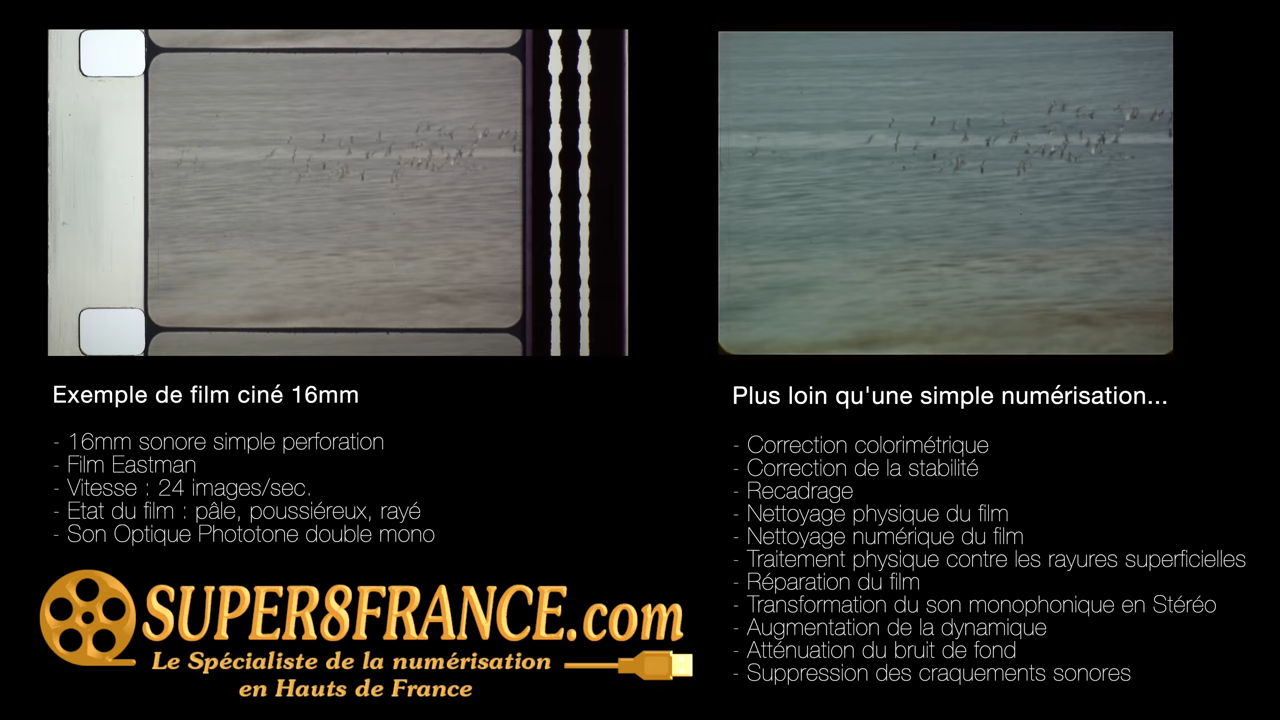 Exemple de film ciné 16mm
- 16mm sonore simple perforation
- Film Eastman
- Vitesse : 24 images/sec.
- Etat du film : pâle, poussiéreux, rayé
- Son Optique Phototone double mono
SUPER8FRANCE.com
Le Spécialiste de la numérisation
en Hauts de France
Plus loin qu'une simple numérisation...
- Correction colorimétrique
- Correction de la stabilité
- Recadrage
- Nettoyage physique du film
- Nettoyage numérique du film
- Traitement physique contre les rayures superficielles
- Réparation du film
- Transformation du son monophonique en Stéréo
- Augmentation de la dynamique
- Atténuation du bruit de fond
- Suppression des craquements sonores